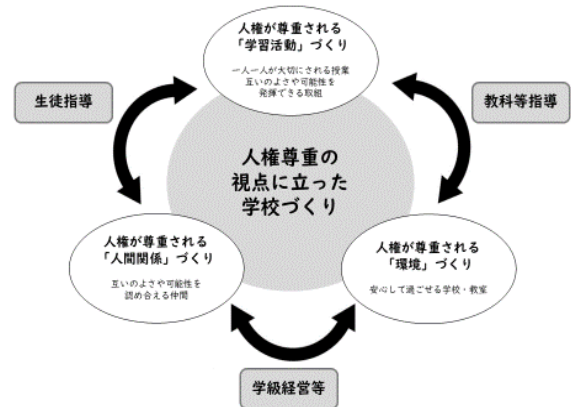 人権が尊重される
「学習活動」づくり
一人一人が大切にされる授業
互いのよさや可能性を
発揮できる取組
生徒指導
教科等指導
人権尊重の
視点に立った
学校づくり
人権が尊重される
「人間関係」づくり
互いのよさや可能性を
認め合える仲間
人権が尊重される
「環境」づくり
安心して過ごせる学校・教室
学級経営等